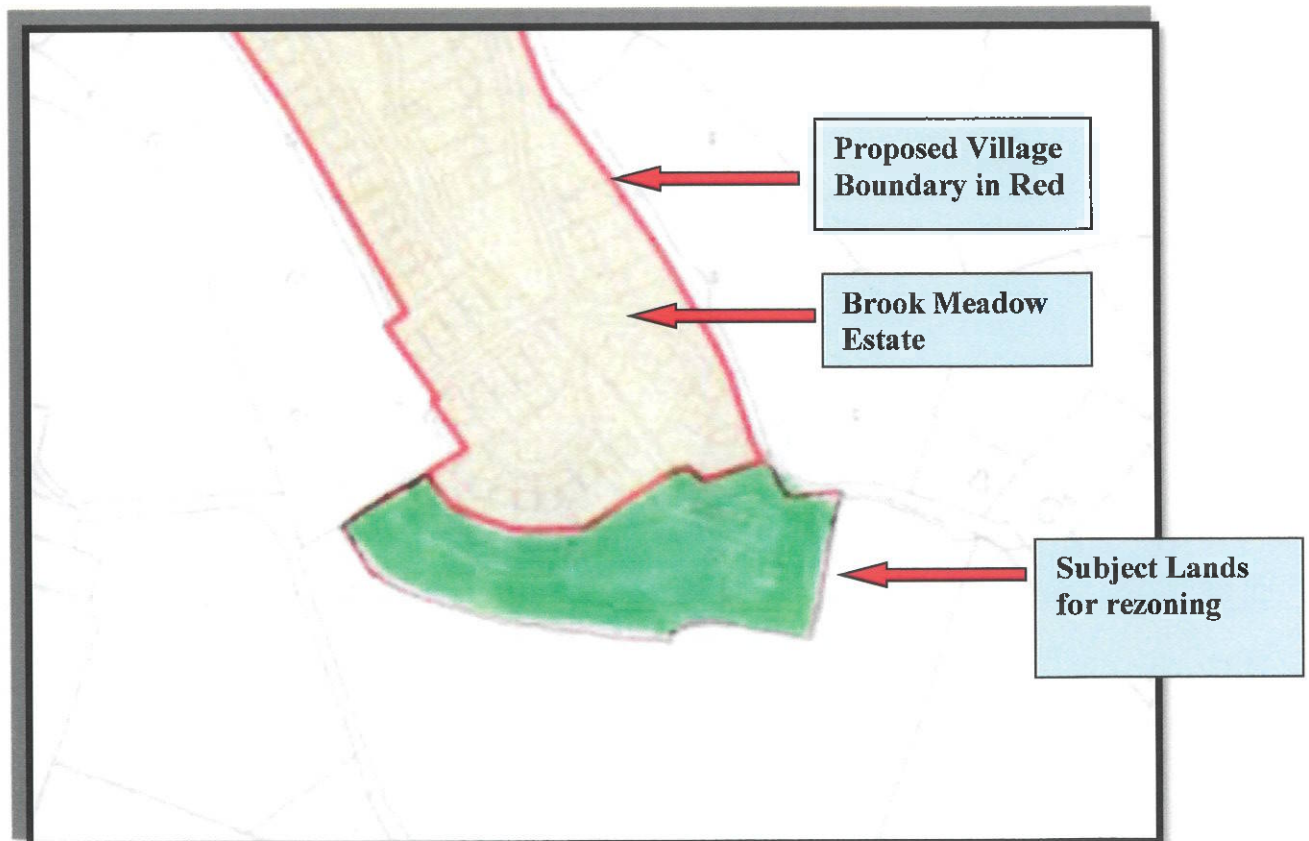 Proposed Village
Boundary in Red
Brook Meadow
Estate
Subject Lands
for rezoning